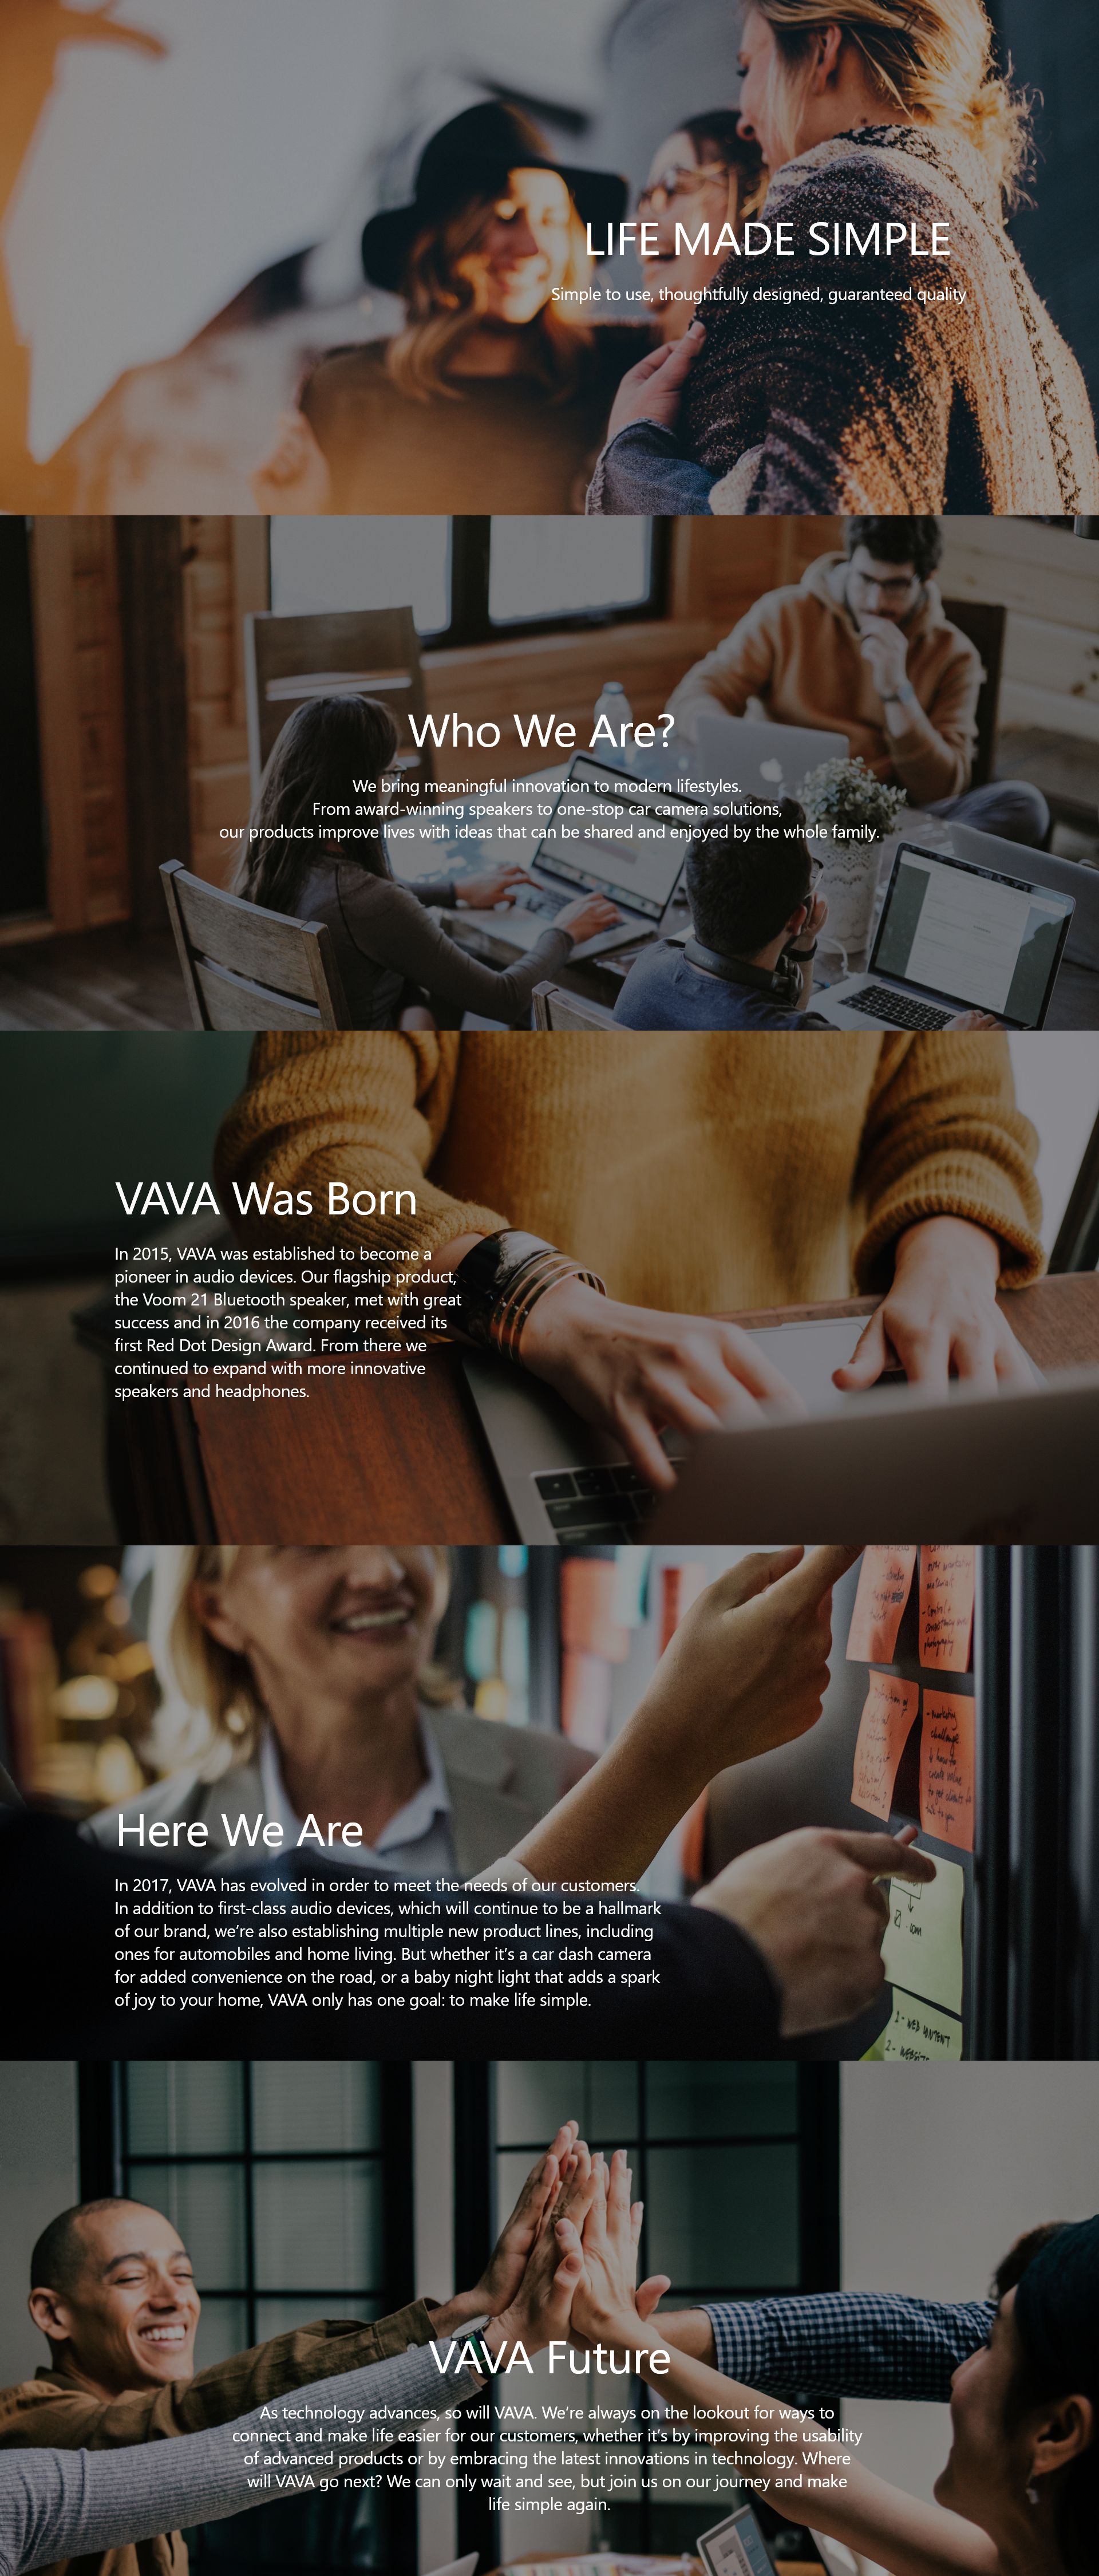 LIFE MADE SIMPLE
Simple to use, thoughtfully designed, guaranteed quality
Who We Are?
We bring meaningful innovation to modern lifestyles.
From award-winning speakers to one-stop car camera solutions,
our products improve lives with ideas that can be shared and enjoyed by the whole family.
VAVA Was Born
In 2015, VAVA was established to become a
pioneer in audio devices. Our flagship product,
the Voom 21 Bluetooth speaker, met with great
success and in 2016 the company received its
first Red Dot Design Award. From there we
continued to expand with more innovative
speakers and headphones.
- marketing
challenge
Here We Are
In 2017, VAVA has evolved in order to meet the needs of our customers.
In addition to first-class audio devices, which will continue to be a hallmark
of our brand, we’re also establishing multiple new product lines, including
ones for automobiles and home living. But whether it’s a car dash camera
for added convenience on the road, or a baby night light that adds a spark
of joy to your home, VAVA only has one goal: to make life simple.
1 - WEB CONTENT
2 - WEBSITE
VAVA Future
As technology advances, so will VAVA. We’re always on the lookout for ways to
connect and make life easier for our customers, whether it’s by improving the usability
of advanced products or by embracing the latest innovations in technology. Where
will VAVA go next? We can only wait and see, but join us on our journey and make
life simple again.